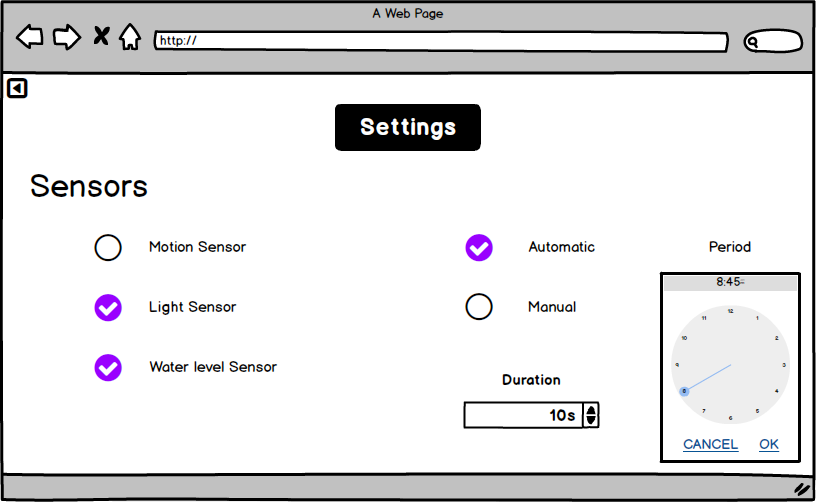 A Web Page
http://
Settings
Sensors
Motion Sensor
Automatic
Period
Light Sensor
Manual
Water level Sensor
Duration
10s
8:45
12
11
1
10
2
9
3
8
4
7
5
6
CANCEL
OK